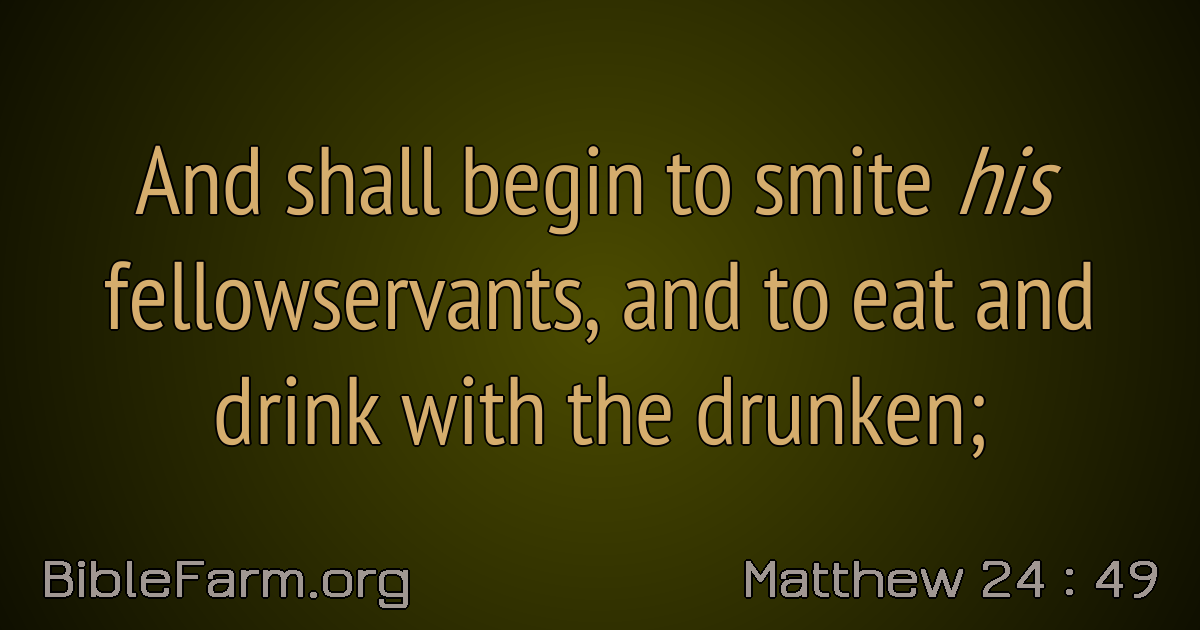 And shall begin to smite his
fellowservants, and to eat and
drink with the drunken;
BibleFarm.org
Matthew 24 : 49